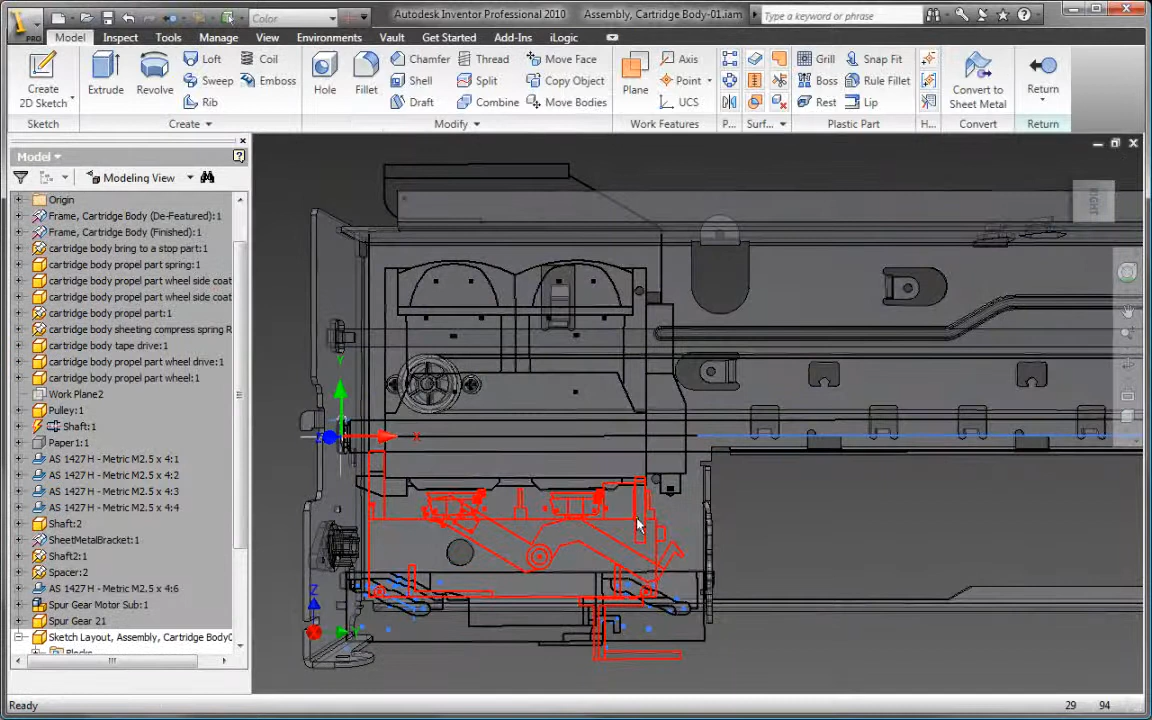 Color
Autodesk Inventor Professional 2010 Assembly, Cartridge Body-01.iam
Type a keyword or phrase
PRO
Model Inspect Tools Manage View Environments Vault Get Started Add-Ins iLogic
Create
2D Sketch
Extrude
Revolve
Loft
Coil
Sweep
Emboss
Rib
Hole
Fillet
Chamfer
Thread
Move Face
Shell
Split
Copy Object
Draft
Combine
Move Bodies
Plane
Axis
Point
UCS
Grill
Snap Fit
Boss
Rule Fillet
Rest
Lip
Convert to
Sheet Metal
Return
Sketch Create Modify Work Features P... Surf... Plastic Part H... Convert Return
Model
Modeling View
Origin
Frame, Cartridge Body (De-Featured):1
Frame, Cartridge Body (Finished):1
cartridge body bring to a stop part:1
cartridge body propel part spring:1
cartridge body propel part wheel side coat
cartridge body propel part wheel side coat
cartridge body propel part:1
cartridge body sheeting compress spring R
cartridge body tape drive:1
cartridge body propel part wheel drive:1
cartridge body propel part wheel:1
Work Plane2
Pulley:1
Shaft:1
Paper1:1
AS 1427 H - Metric M2.5 x 4:1
AS 1427 H - Metric M2.5 x 4:2
AS 1427 H - Metric M2.5 x 4:3
AS 1427 H - Metric M2.5 x 4:4
Shaft:2
SheetMetalBracket:1
Shaft2:1
Spacer:2
AS 1427 H - Metric M2.5 x 4:6
Spur Gear Motor Sub:1
Spur Gear 21
Sketch Layout, Assembly, Cartridge BodyC
Blocks
RIGHT
Y
X
Z
Z
Ready
29 94